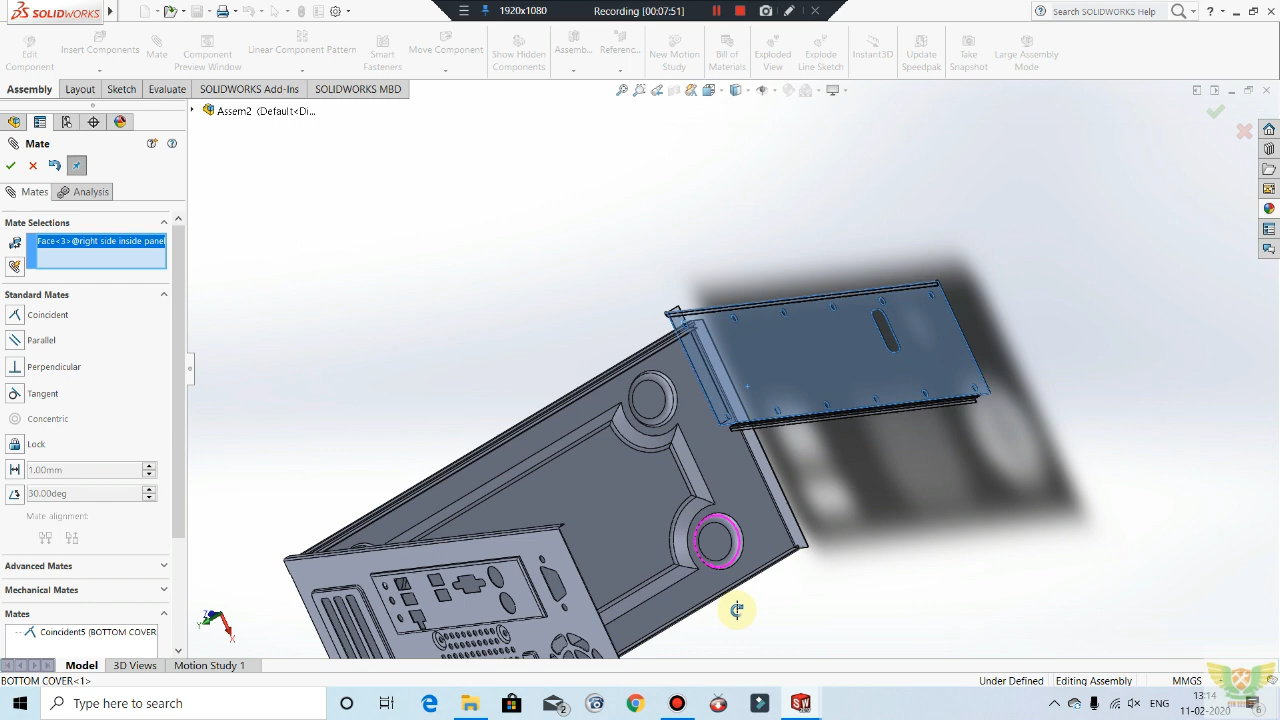 SOLIDWORKS
1920x1080
Recording [00:07:51]
Search SOLIDWORKS Help
Edit Component
Insert Components
Mate
Component Preview Window
Linear Component Pattern
Smart Fasteners
Move Component
Show Hidden Components
Assemb...
Referenc...
New Motion Study
Bill of Materials
Exploded View
Explode Line Sketch
Instant3D
Update Speedpak
Take Snapshot
Large Assembly Mode
Assembly
Layout
Sketch
Evaluate
SOLIDWORKS Add-Ins
SOLIDWORKS MBD
Assem2 (Default<Di...
Mate
Mates
Analysis
Mate Selections
Face<3>@right side inside panel
Standard Mates
Coincident
Parallel
Perpendicular
Tangent
Concentric
Lock
1.00mm
30.00deg
Mate alignment:
Advanced Mates
Mechanical Mates
Mates
Coincident5 (BOTTOM COVER
Model
3D Views
Motion Study 1
BOTTOM COVER<1>
Under Defined
Editing Assembly
MMGS
Type here to search
2
ENG
13:14
11-02-2020
6